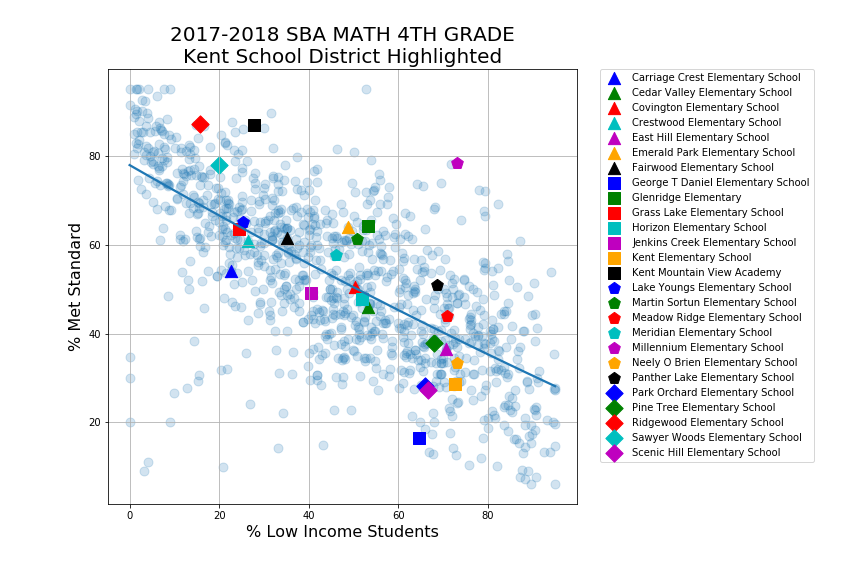 2017-2018 SBA MATH 4TH GRADE
Kent School District Highlighted
% Met Standard
80
60
40
20
0
20
40
60
80
% Low Income Students
Carriage Crest Elementary School
Cedar Valley Elementary School
Covington Elementary School
Crestwood Elementary School
East Hill Elementary School
Emerald Park Elementary School
Fairwood Elementary School
George T Daniel Elementary School
Glenridge Elementary
Grass Lake Elementary School
Horizon Elementary School
Jenkins Creek Elementary School
Kent Elementary School
Kent Mountain View Academy
Lake Youngs Elementary School
Martin Sortun Elementary School
Meadow Ridge Elementary School
Meridian Elementary School
Millennium Elementary School
Neely O Brien Elementary School
Panther Lake Elementary School
Park Orchard Elementary School
Pine Tree Elementary School
Ridgewood Elementary School
Sawyer Woods Elementary School
Scenic Hill Elementary School